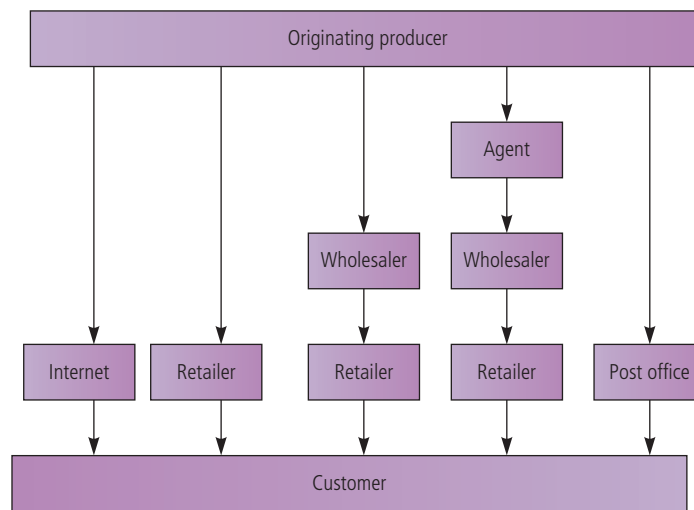 Originating producer
Agent
Wholesaler
Wholesaler
Internet
Retailer
Retailer
Retailer
Post office
Customer